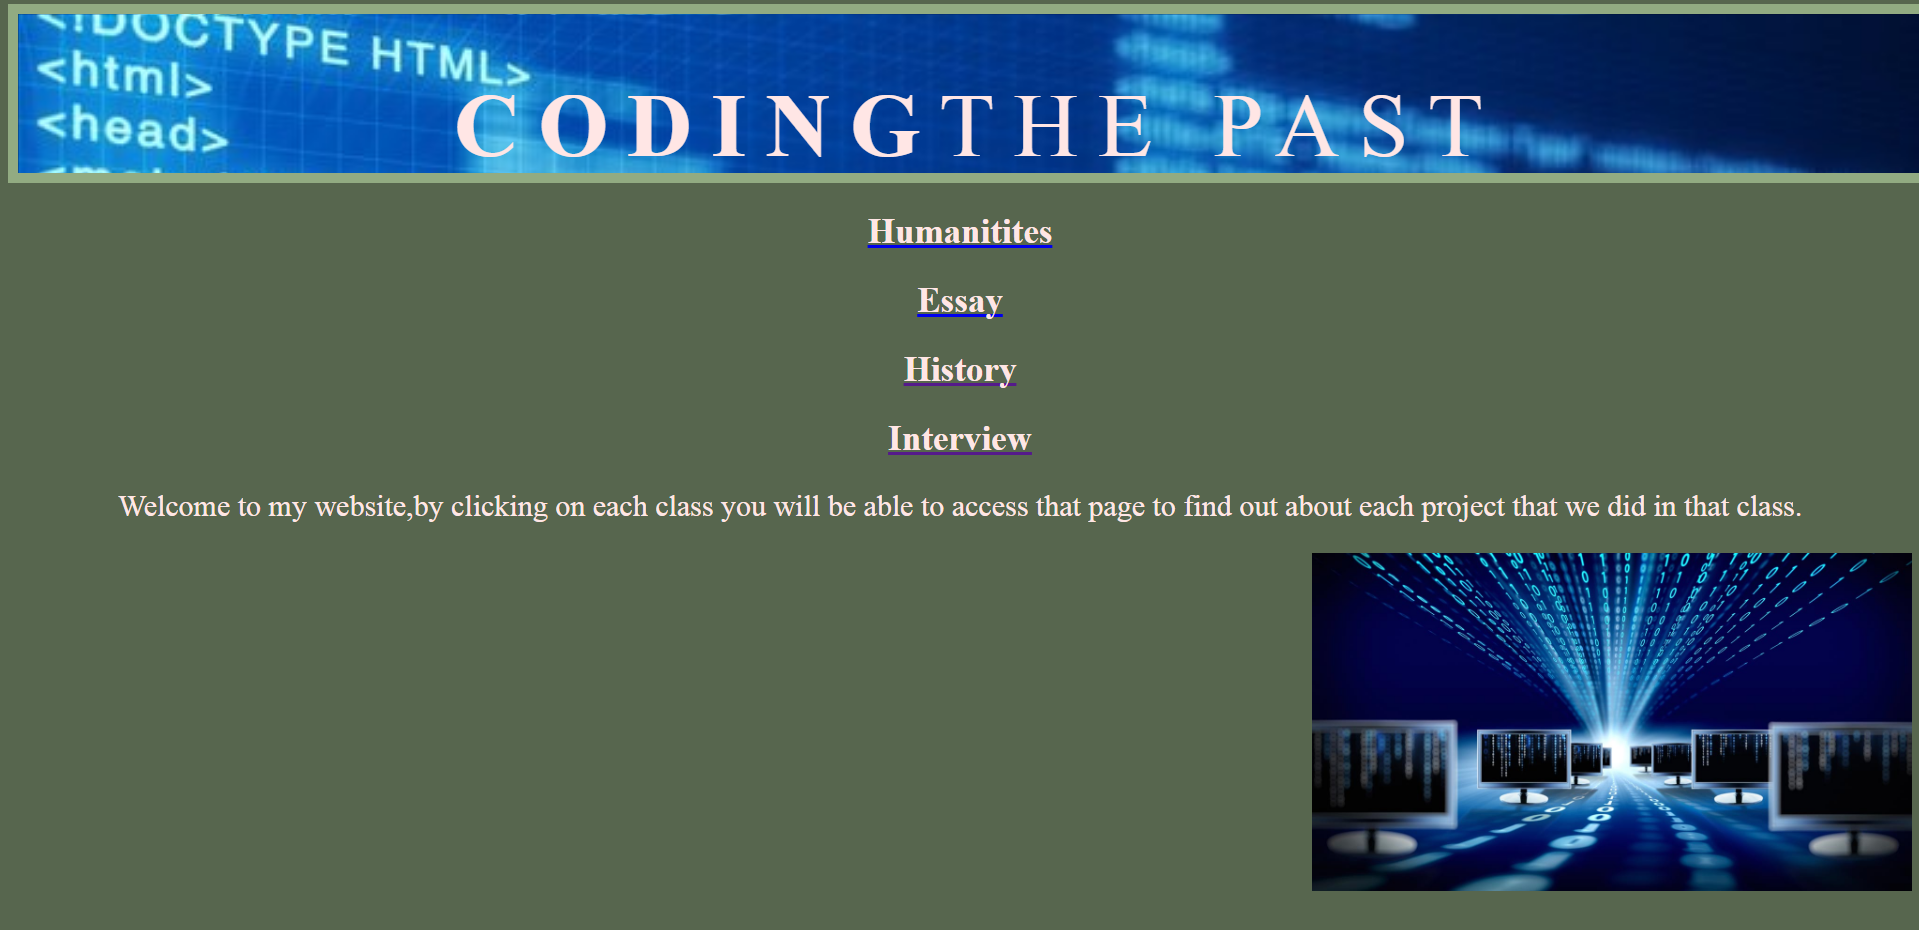 <!DOCTYPE HTML>
<html>
<head>
CODING THE PAST
Humanitites
Essay
History
Interview
Welcome to my website,by clicking on each class you will be able to access that page to find out about each project that we did in that class.